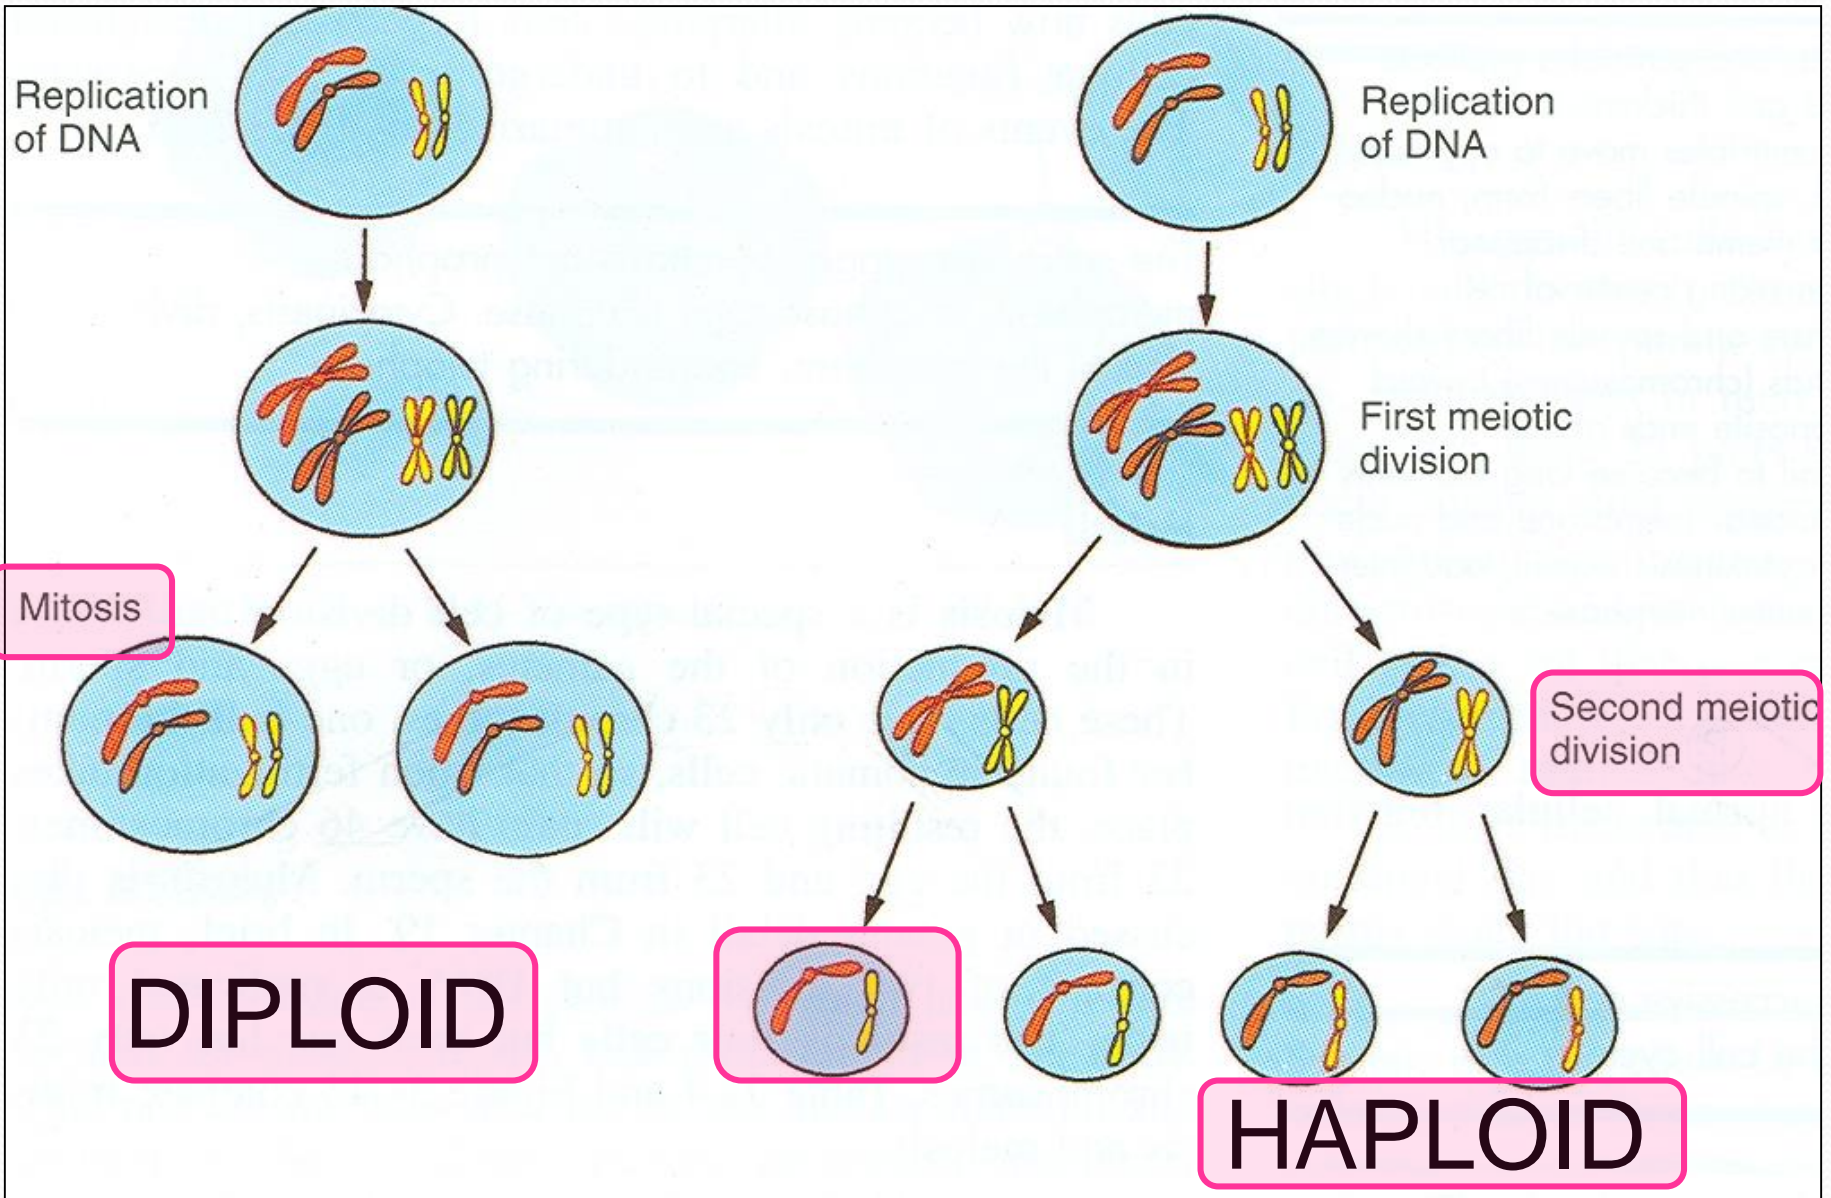 Replication
of DNA
Mitosis
DIPLOID
Replication
of DNA
First meiotic
division
Second meiotic
division
HAPLOID